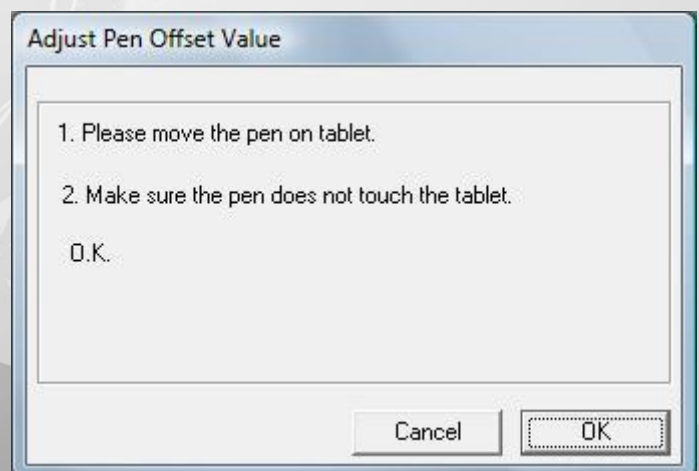 Adjust Pen Offset Value
1. Please move the pen on tablet.
2. Make sure the pen does not touch the tablet.
O.K.
Cancel
OK